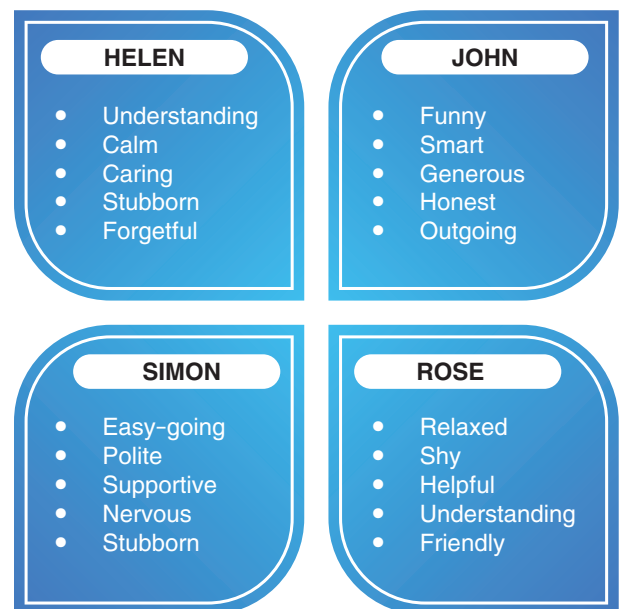 HELEN
• Understanding
• Calm
• Caring
• Stubborn
• Forgetful
JOHN
• Funny
• Smart
• Generous
• Honest
• Outgoing
SIMON
• Easy-going
• Polite
• Supportive
• Nervous
• Stubborn
ROSE
• Relaxed
• Shy
• Helpful
• Understanding
• Friendly